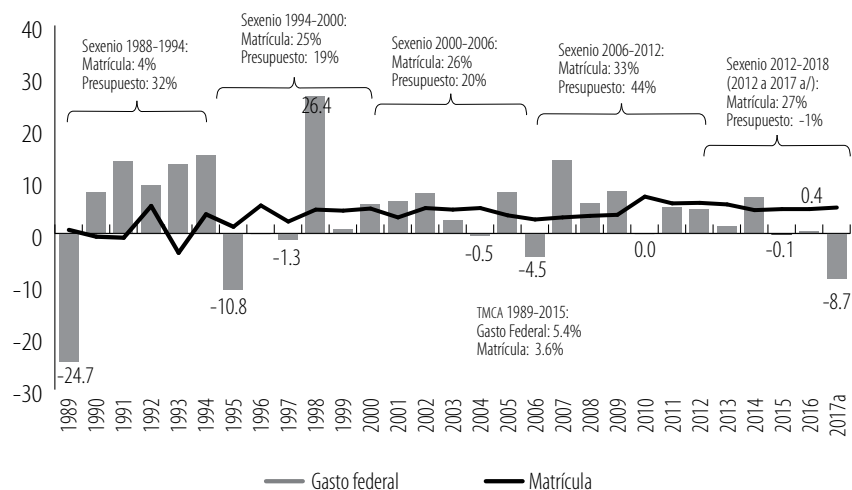 40
30
20
10
0
-10
-20
-30
Sexenio 1988-1994:
Matrícula: 4%
Presupuesto: 32%
Sexenio 1994-2000:
Matrícula: 25%
Presupuesto: 19%
Sexenio 2000-2006:
Matrícula: 26%
Presupuesto: 20%
Sexenio 2006-2012:
Matrícula: 33%
Presupuesto: 44%
Sexenio 2012-2018
(2012 a 2017 a/):
Matrícula: 27%
Presupuesto: -1%
-24.7
-10.8
-1.3
26.4
-0.5
-4.5
0.0
-0.1
0.4
-8.7
TMCA 1989-2015:
Gasto Federal: 5.4%
Matrícula: 3.6%
1989
1990
1991
1992
1993
1994
1995
1996
1997
1998
1999
2000
2001
2002
2003
2004
2005
2006
2007
2008
2009
2010
2011
2012
2013
2014
2015
2016
2017a
Gasto federal
Matrícula